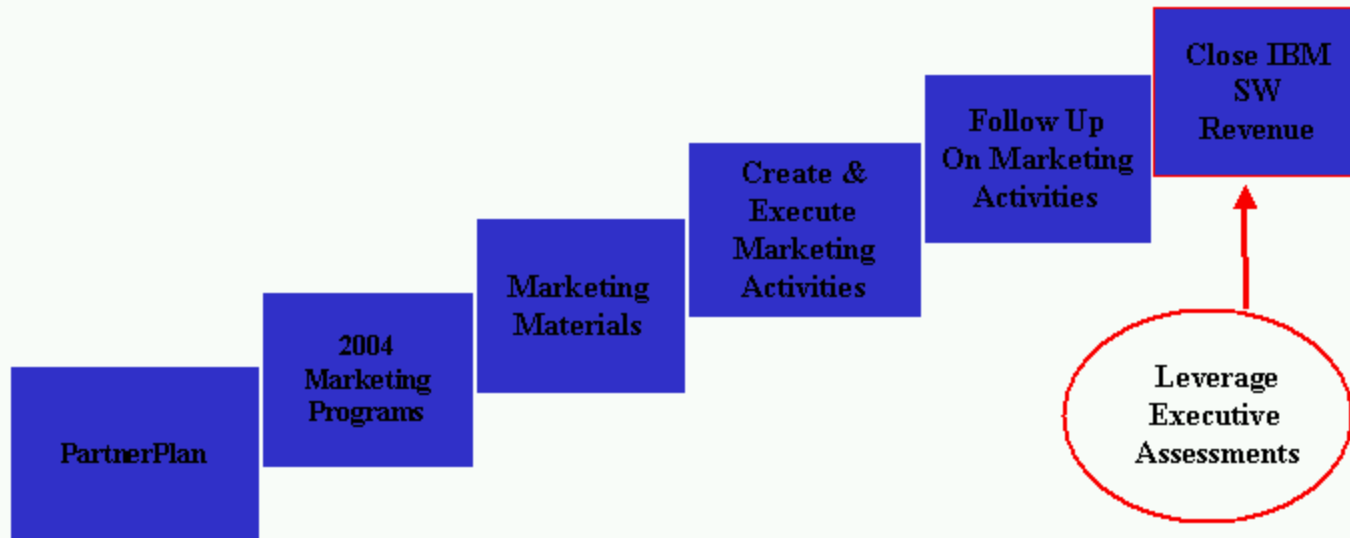 PartnerPlan
2004
Marketing
Programs
Marketing
Materials
Create &
Execute
Marketing
Activities
Follow Up
On Marketing
Activities
Close IBM
SW
Revenue
Leverage
Executive
Assessments